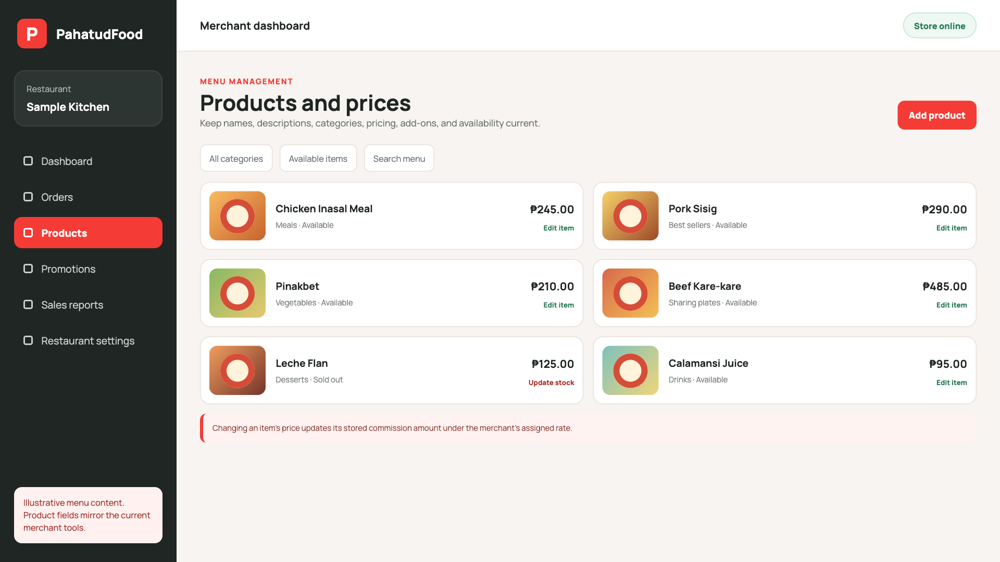 P
PahatudFood
Restaurant
Sample Kitchen
Dashboard
Orders
Products
Promotions
Sales reports
Restaurant settings
Illustrative menu content.
Product fields mirror the current
merchant tools.
Merchant dashboard
Store online
MENU MANAGEMENT
Products and prices
Keep names, descriptions, categories, pricing, add-ons, and availability current.
Add product
All categories
Available items
Search menu
Chicken Inasal Meal
Meals · Available
₱245.00
Edit item
Pork Sisig
Best sellers · Available
₱290.00
Edit item
Pinakbet
Vegetables · Available
₱210.00
Edit item
Beef Kare-kare
Sharing plates · Available
₱485.00
Edit item
Leche Flan
Desserts · Sold out
₱125.00
Update stock
Calamansi Juice
Drinks · Available
₱95.00
Edit item
Changing an item's price updates its stored commission amount under the merchant's assigned rate.